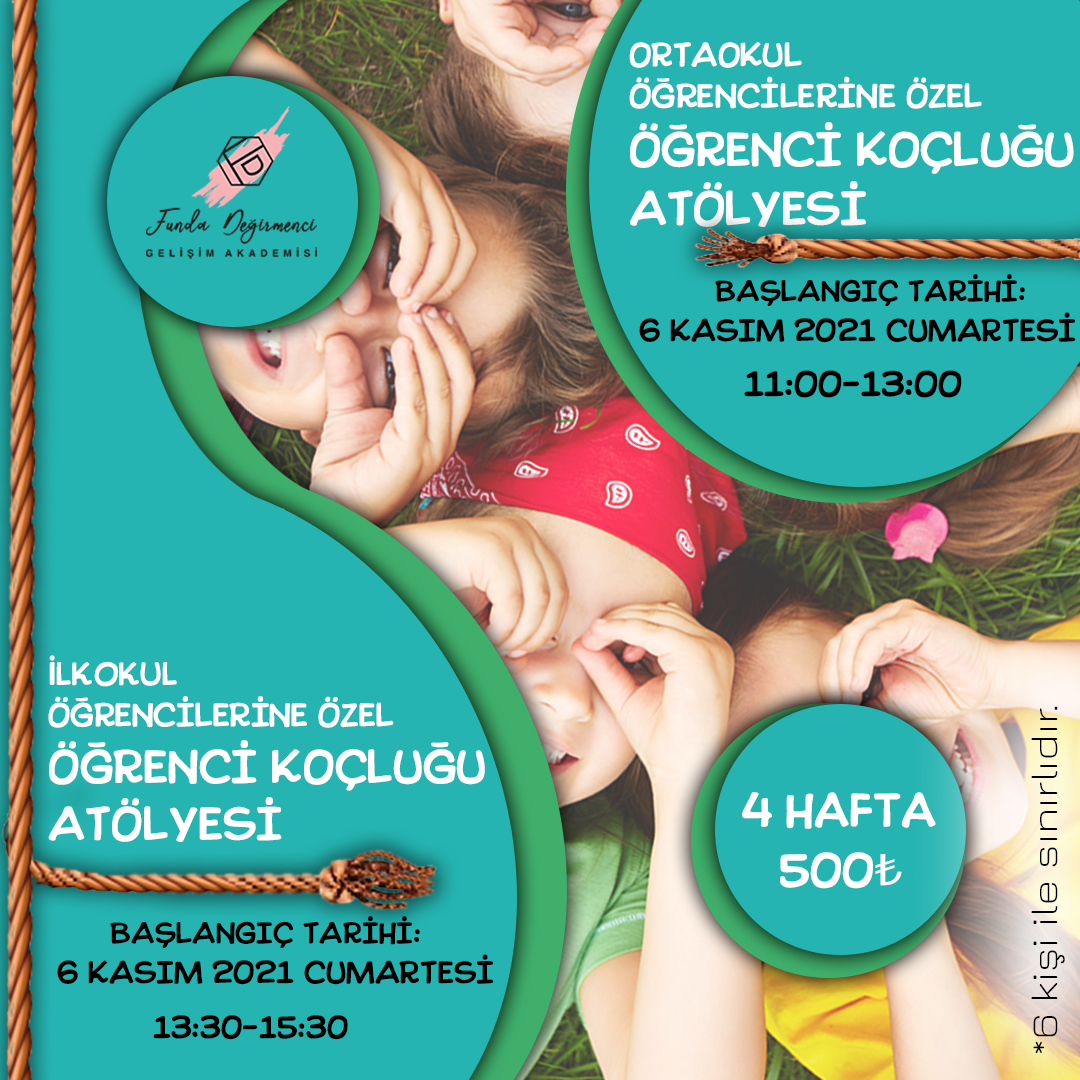 Funda Değirmenci
GELİŞİM AKADEMİSİ
ORTAOKUL
ÖĞRENCİLERİNE ÖZEL
ÖĞRENCİ KOÇLUĞU
ATÖLYESİ
BAŞLANGIÇ TARİHİ:
6 KASIM 2021 CUMARTESİ
11:00-13:00
İLKOKUL
ÖĞRENCİLERİNE ÖZEL
ÖĞRENCİ KOÇLUĞU
ATÖLYESİ
BAŞLANGIÇ TARİHİ:
6 KASIM 2021 CUMARTESİ
13:30-15:30
4 HAFTA
500₺
*6 kişi ile sınırlıdır.